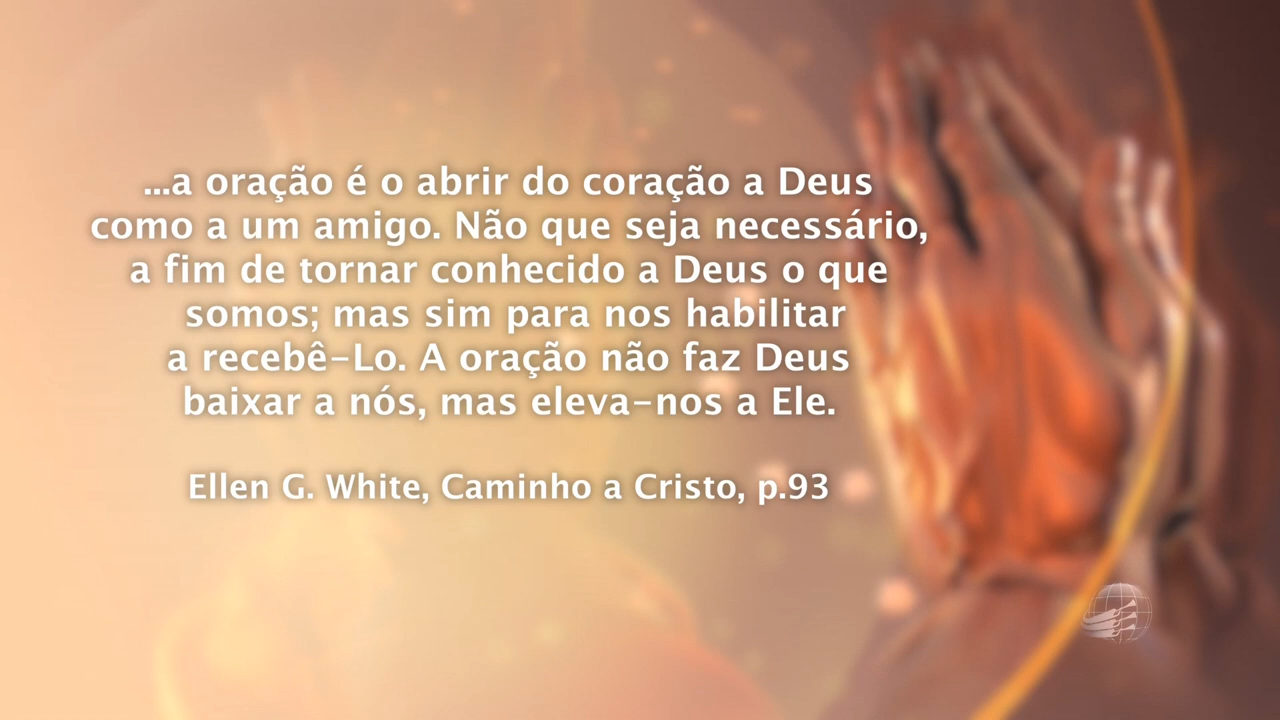 ...a oração é o abrir do coração a Deus
como a um amigo. Não que seja necessário,
a fim de tornar conhecido a Deus o que
somos; mas sim para nos habilitar
a recebê-Lo. A oração não faz Deus
baixar a nós, mas eleva-nos a Ele.
Ellen G. White, Caminho a Cristo, p.93